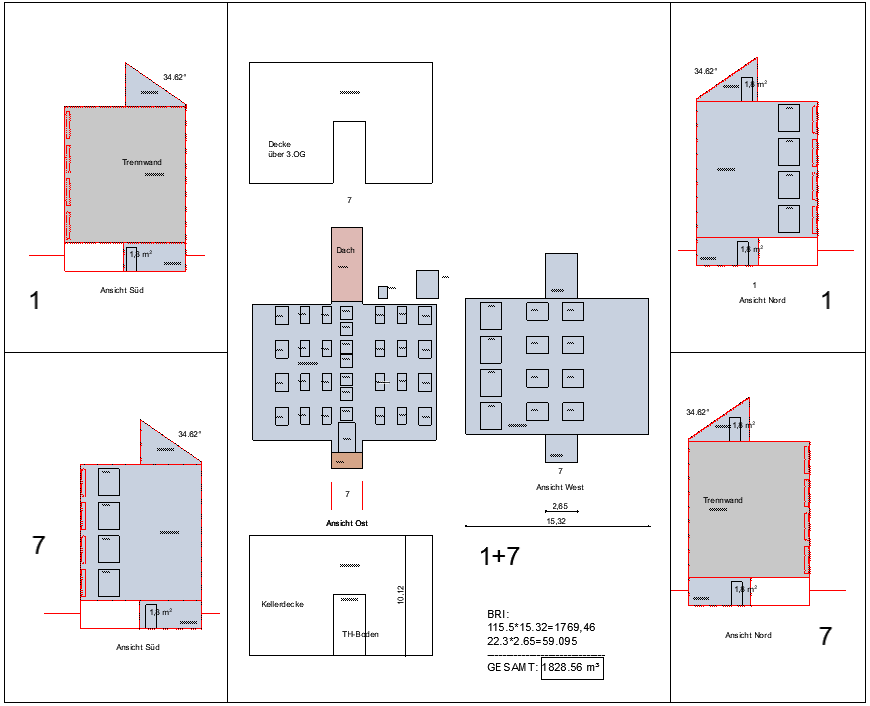 34.62°
Trennwand
1,8 m²
Ansicht Süd
1
Decke
über 3.OG
7
Dach
7
Ansicht Ost
Kellerdecke
TH-Boden
10.12
7
Ansicht West
2,65
15,32
1+7
BRI:
115.5*15.32=1769,46
22.3*2.65=59.095
GESAMT: 1828.56 m³
34.62°
1,8 m²
1,8 m²
1
Ansicht Nord
1
34.62°
1,8 m²
Ansicht Süd
7
34.62°
1,8 m²
Trennwand
1,8 m²
Ansicht Nord
7